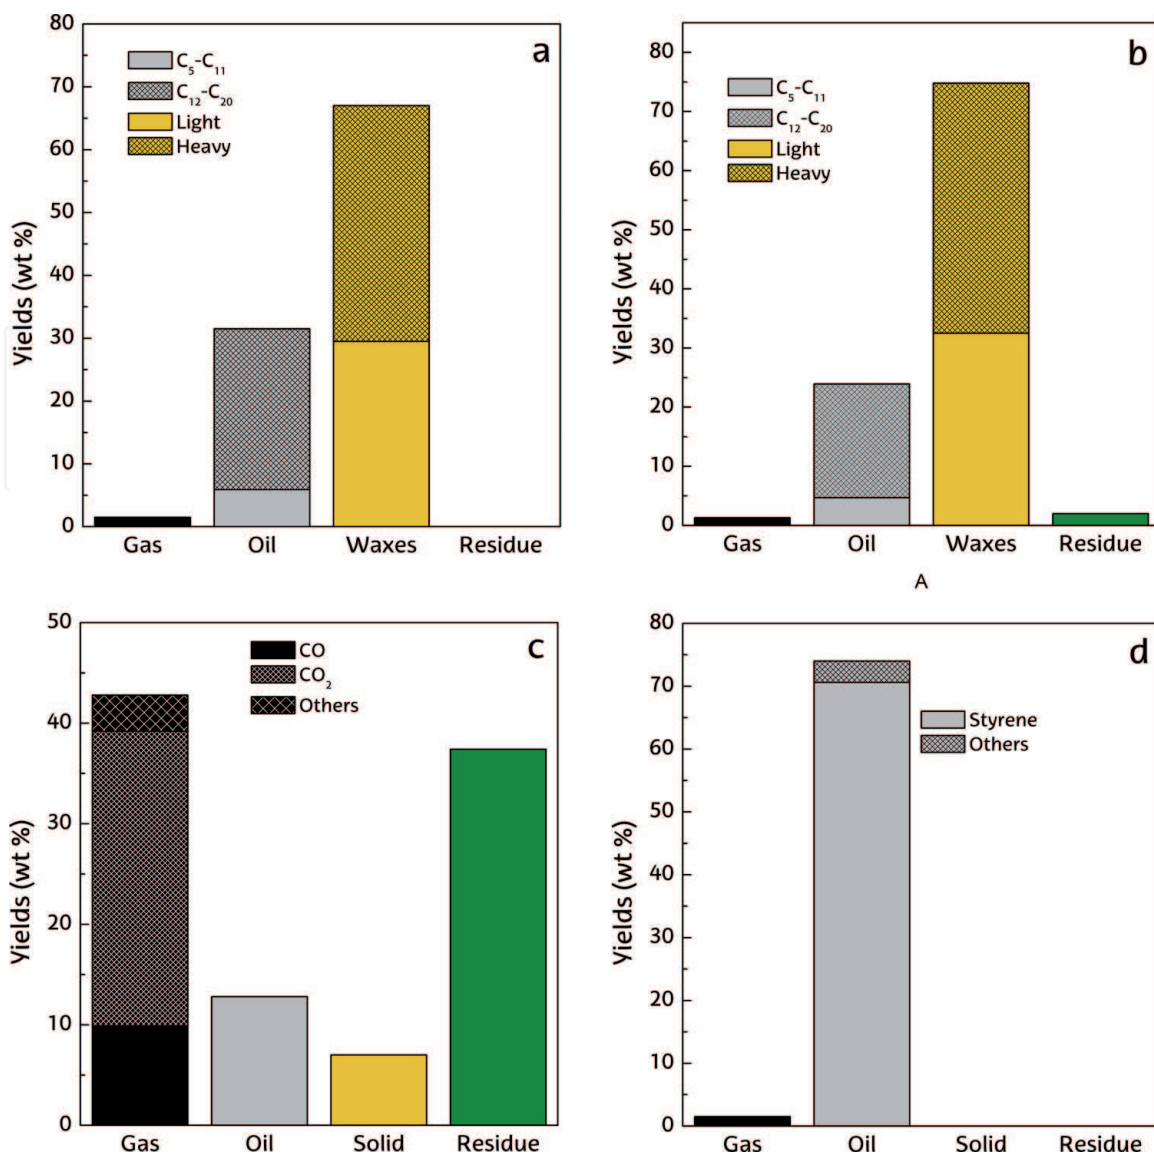 a
80
70
60
50
40
30
20
10
0
Yields (wt %)
C5-C11
C12-C20
Light
Heavy
Gas Oil Waxes Residue
b
80
75
70
60
50
40
30
20
10
0
Yields (wt %)
C5-C11
C12-C20
Light
Heavy
Gas Oil Waxes Residue
A
c
50
40
30
20
10
0
Yields (wt %)
CO
CO2
Others
Gas Oil Solid Residue
d
80
70
60
50
40
30
20
10
0
Yields (wt %)
Styrene
Others
Gas Oil Solid Residue